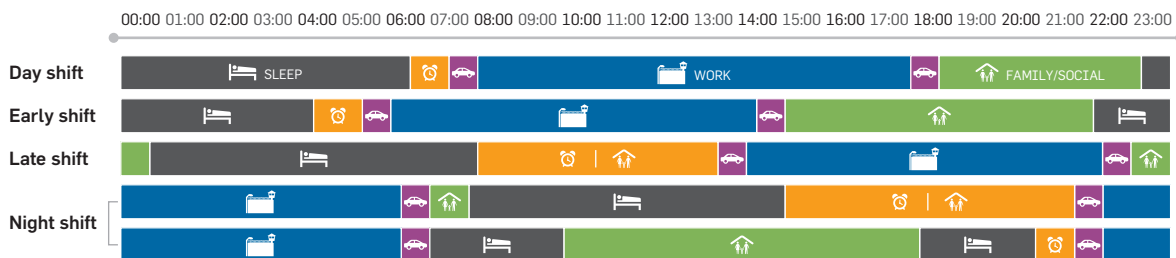 00:00 01:00 02:00 03:00 04:00 05:00 06:00 07:00 08:00 09:00 10:00 11:00 12:00 13:00 14:00 15:00 16:00 17:00 18:00 19:00 20:00 21:00 22:00 23:00
Day shift SLEEP WORK FAMILY/SOCIAL
Early shift
Late shift
Night shift